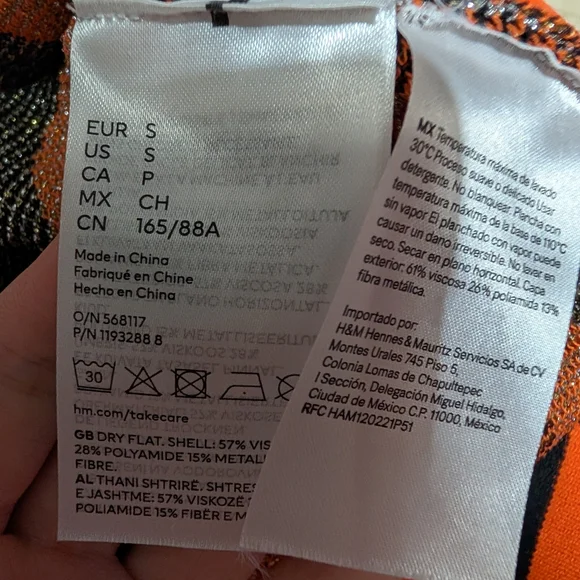 EUR S
US S
CA P
MX CH
CN 165/88A
Made in China
Fabriqué en Chine
Hecho en China
O/N 568117
P/N 1193288 8
30
hm.com/takecare
GB DRY FLAT. SHELL: 57% VIS
28% POLYAMIDE 15% METAL
FIBRE.
AL THANI SHTRIRË. SHTRES
E JASHTME: 57% VISKOZË
POLIAMIDE 15% FIBËR E M
MX Temperatura máxima de lavado
30°C Proceso suave o delicado Usar
detergente. No blanquear. Plancha con
temperatura máxima de la base de 110°C
sin vapor El planchado con vapor puede
causar un dano irreversible. No lavar en
seco. Secar en plano horizontal. Capa
exterior: 61% viscosa 26% poliamida 13%
fibra metálica.
Importado por:
H&M Hennes & Mauritz Servicios SA de CV
Montes Urales 745 Piso 5,
Colonia Lomas de Chapultepec
I Sección, Delegación Miguel Hidalgo,
Ciudad de México C.P. 11000, México
RFC HAM120221P51